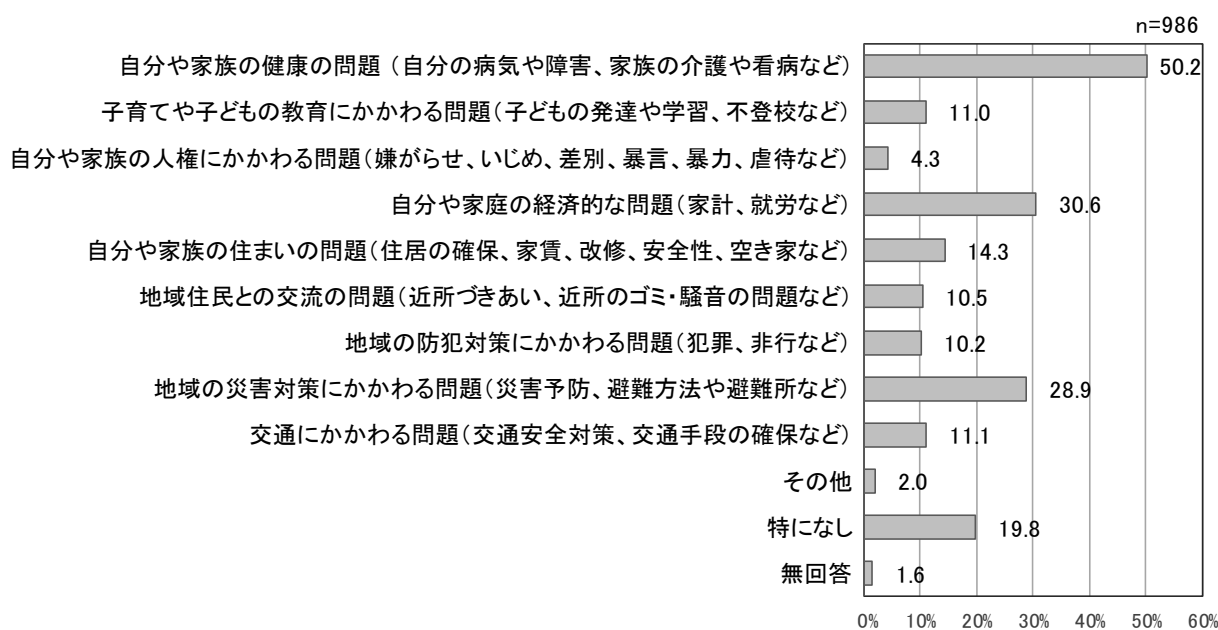 n=986
自分や家族の健康の問題（自分の病気や障害、家族の介護や看病など） 50.2
子育てや子どもの教育にかかわる問題（子どもの発達や学習、不登校など） 11.0
自分や家族の人権にかかわる問題（嫌がらせ、いじめ、差別、暴言、暴力、虐待など） 4.3
自分や家庭の経済的な問題（家計、就労など） 30.6
自分や家族の住まいの問題（住居の確保、家賃、改修、安全性、空き家など） 14.3
地域住民との交流の問題（近所づきあい、近所のゴミ・騒音の問題など） 10.5
地域の防犯対策にかかわる問題（犯罪、非行など） 10.2
地域の災害対策にかかわる問題（災害予防、避難方法や避難所など） 28.9
交通にかかわる問題（交通安全対策、交通手段の確保など） 11.1
その他 2.0
特になし 19.8
無回答 1.6
0% 10% 20% 30% 40% 50% 60%